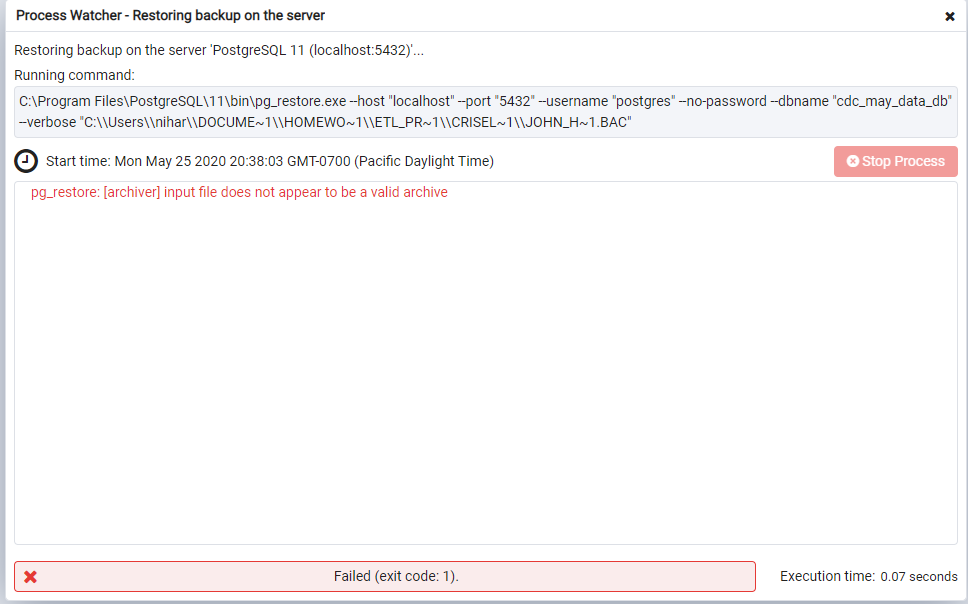 Process Watcher - Restoring backup on the server
Restoring backup on the server 'PostgreSQL 11 (localhost:5432)'...
Running command:
C:\Program Files\PostgreSQL\11\bin\pg_restore.exe --host "localhost" --port "5432" --username "postgres" --no-password --dbname "cdc_may_data_db"
--verbose "C:\\Users\\nihar\\DOCUME~1\\HOMEWO~1\\ETL_PR~1\\CRISEL~1\\JOHN_H~1.BAC"
Start time: Mon May 25 2020 20:38:03 GMT-0700 (Pacific Daylight Time)
Stop Process
pg_restore: [archiver] input file does not appear to be a valid archive
Failed (exit code: 1).
Execution time: 0.07 seconds